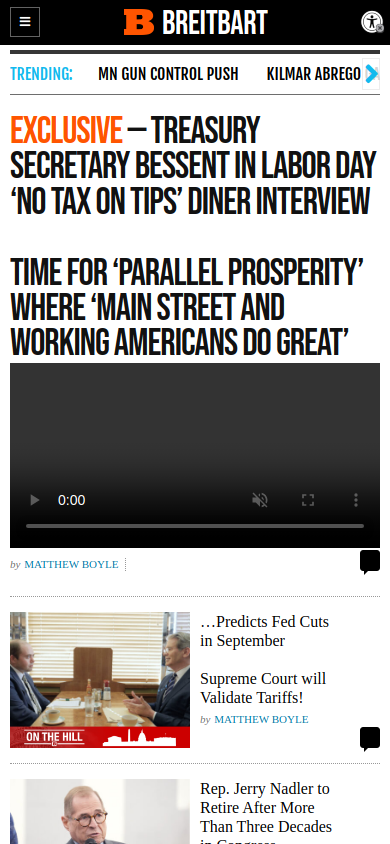 BREITBART
TRENDING:
MN GUN CONTROL PUSH
KILMAR ABREGO
EXCLUSIVE – TREASURY
SECRETARY BESSENT IN LABOR DAY
‘NO TAX ON TIPS’ DINER INTERVIEW
TIME FOR ‘PARALLEL PROSPERITY’
WHERE ‘MAIN STREET AND
WORKING AMERICANS DO GREAT’
0:00
by MATTHEW BOYLE
…Predicts Fed Cuts
in September
Supreme Court will
Validate Tariffs!
by MATTHEW BOYLE
ON THE HILL
Rep. Jerry Nadler to
Retire After More
Than Three Decades
in Congress